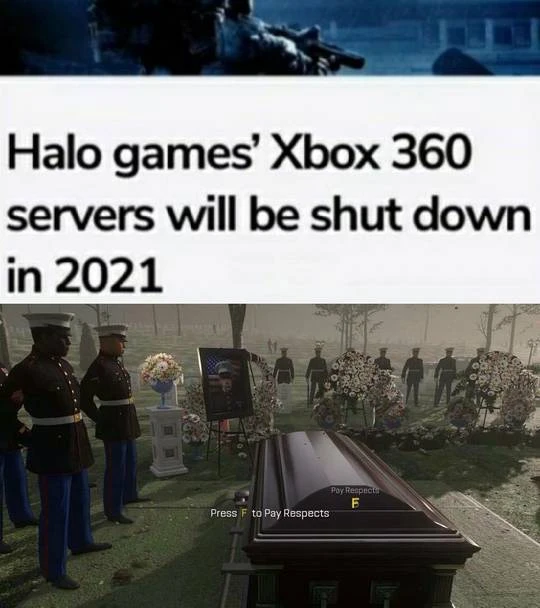 Halo games’ Xbox 360
servers will be shut down
in 2021
Pay Respects
F
Press F to Pay Respects